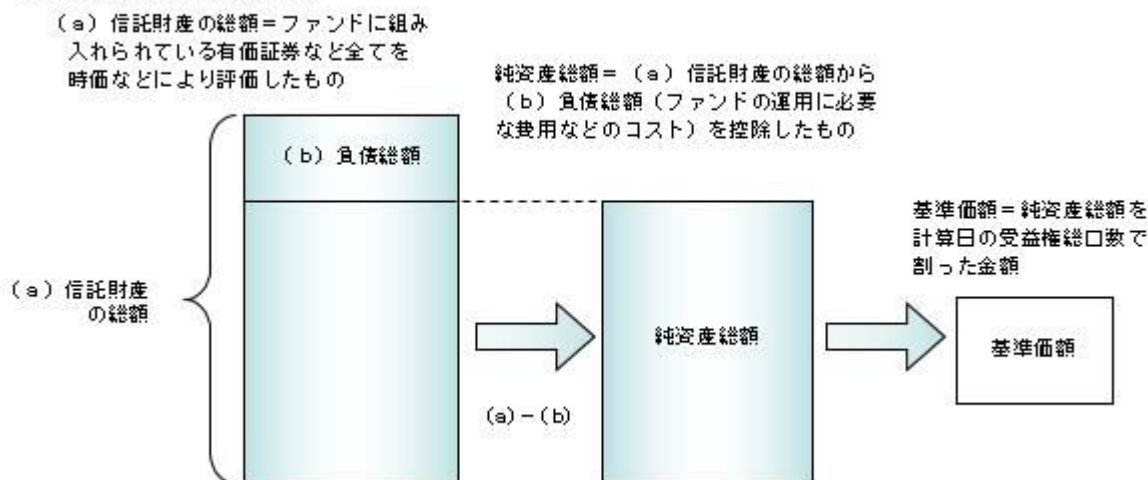 (a)信託財産の総額=ファンドに組み
入れられている有価証券など全てを
時価などにより評価したもの
純資産総額=(a)信託財産の総額から
(b)負債総額(ファンドの運用に必要
な費用などのコスト)を控除したもの
(b)負債総額
基準価額=純資産総額を
計算日の受益権総口数で
割った金額
(a)信託財産
の総額
純資産総額
基準価額
(a)-(b)